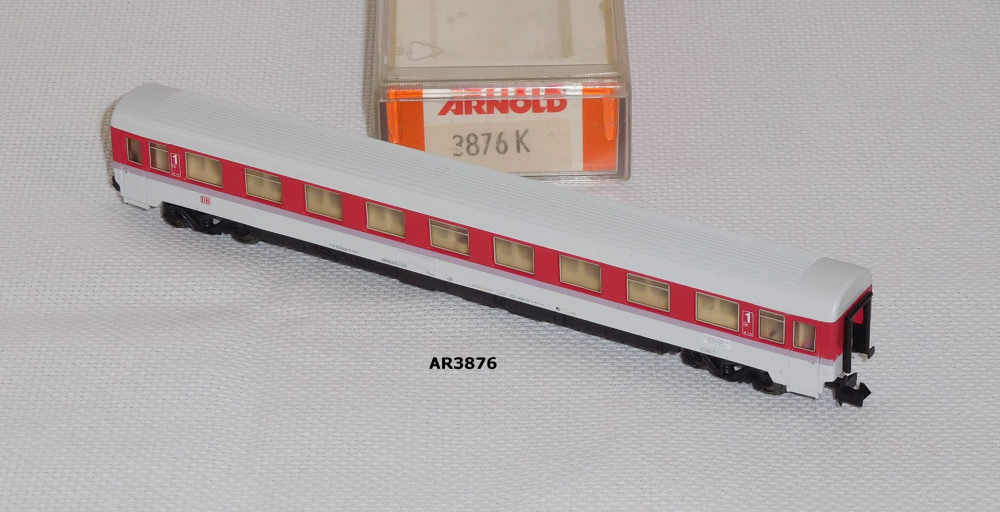 ARNOLD
3876 K
1
DB
1
AR3876